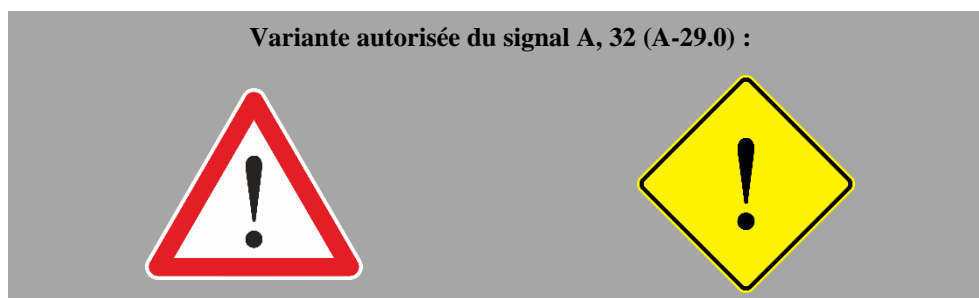 Variante autorisée du signal A, 32 (A-29.0) :
! !